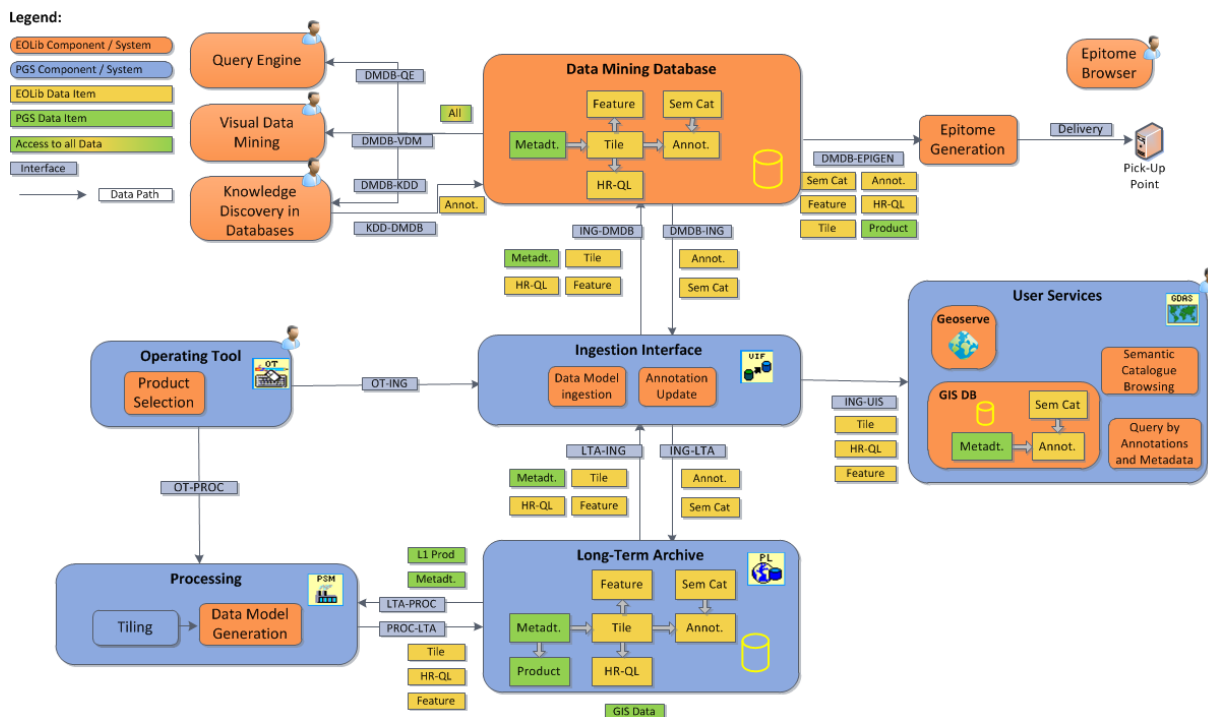 Legend:
EOLib Component / System
PGS Component / System
EOLib Data Item
PGS Data Item
Access to all Data
Interface
Data Path
Query Engine
DMDB-QE
Visual Data
Mining
DMDB-VDM
All
Knowledge
Discovery in
Databases
DMDB-KDD
KDD-DMDB
Annot.
Data Mining Database
Feature
Sem Cat
Metadt.
Tile
Annot.
HR-QL
Epitome
Browser
Epitome
Generation
Delivery
Pick-Up
Point
DMDB-EPIGEN
Sem Cat
Annot.
Feature
HR-QL
Tile
Product
ING-DMDB
DMDB-ING
Metadt.
Tile
Annot.
HR-QL
Feature
Sem Cat
Operating Tool
OT
Product
Selection
OT-ING
Ingestion Interface
UIF
Data Model
ingestion
Annotation
Update
ING-UIS
Tile
HR-QL
Feature
User Services
GDAS
Geoserve
Semantic
Catalogue
Browsing
GIS DB
Sem Cat
Metadt.
Annot.
Query by
Annotations
and Metadata
LTA-ING
ING-LTA
Metadt.
Tile
Annot.
HR-QL
Feature
Sem Cat
OT-PROC
Processing
PSM
Tiling
Data Model
Generation
L1 Prod
Metadt.
LTA-PROC
PROC-LTA
Tile
HR-QL
Feature
Long-Term Archive
PL
Feature
Sem Cat
Metadt.
Tile
Annot.
Product
HR-QL
GIS Data